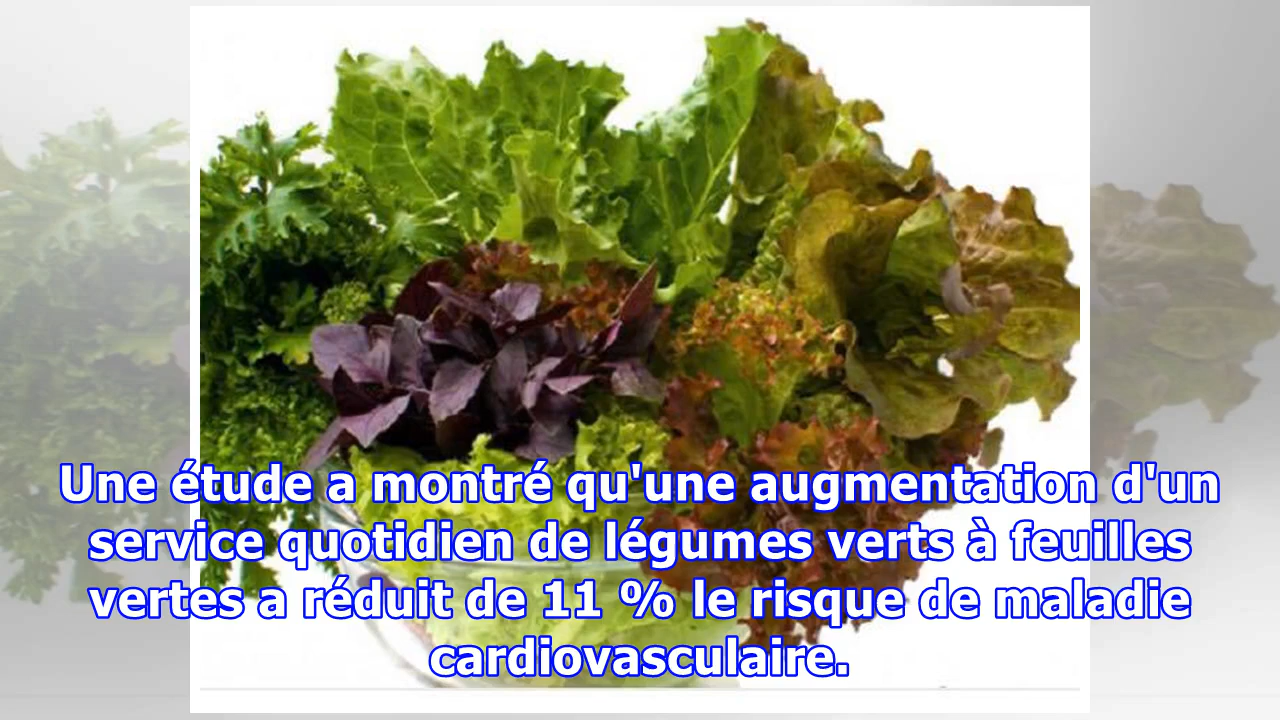 Une étude a montré qu'une augmentation d'un
service quotidien de légumes verts à feuilles
vertes a réduit de 11 % le risque de maladie
cardiovasculaire.